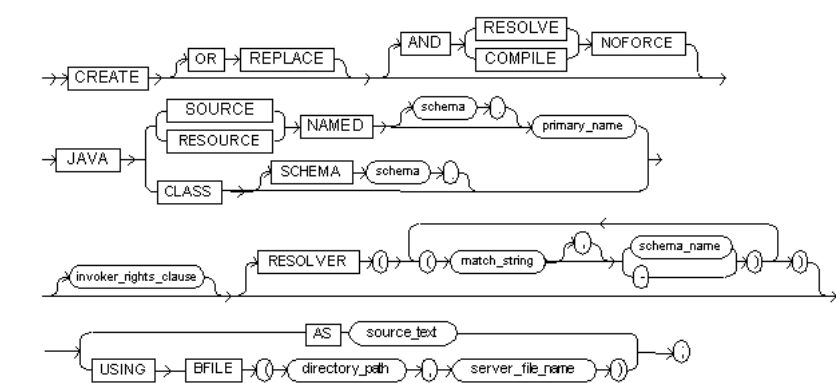 RESOLVE
OR REPLACE AND NOFORCE
COMPILE
CREATE
SOURCE schema .
NAMED primary_name
RESOURCE
JAVA
SCHEMA schema .
CLASS
schema_name
invoker_rights_clause RESOLVER ( ( match_string , ) )
-
AS source_text
USING BFILE ( directory_path , server_file_name ) ;